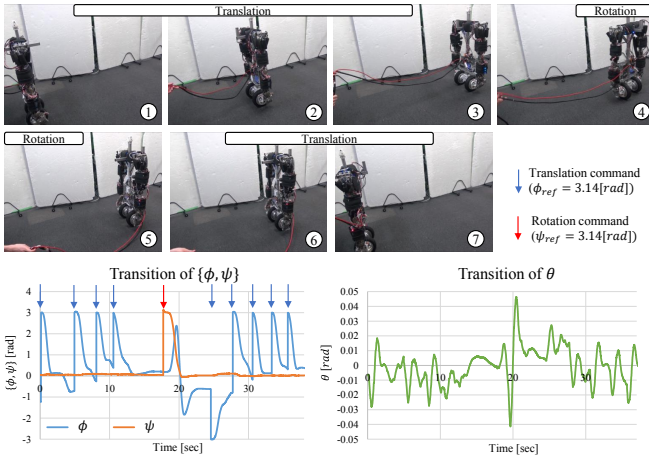 Translation
Rotation
1
2
3
4
Rotation
Translation
5
6
7
Translation command
(ϕ_ref = 3.14[rad])
Rotation command
(ψ_ref = 3.14[rad])
Transition of {ϕ, ψ}
4
3
2
1
0
-1
-2
-3
{ϕ, ψ} [rad]
0
10
20
30
ϕ
ψ
Time [sec]
Transition of θ
0.05
0.04
0.03
0.02
0.01
0
-0.01
-0.02
-0.03
-0.04
-0.05
θ [rad]
0
10
20
30
Time [sec]